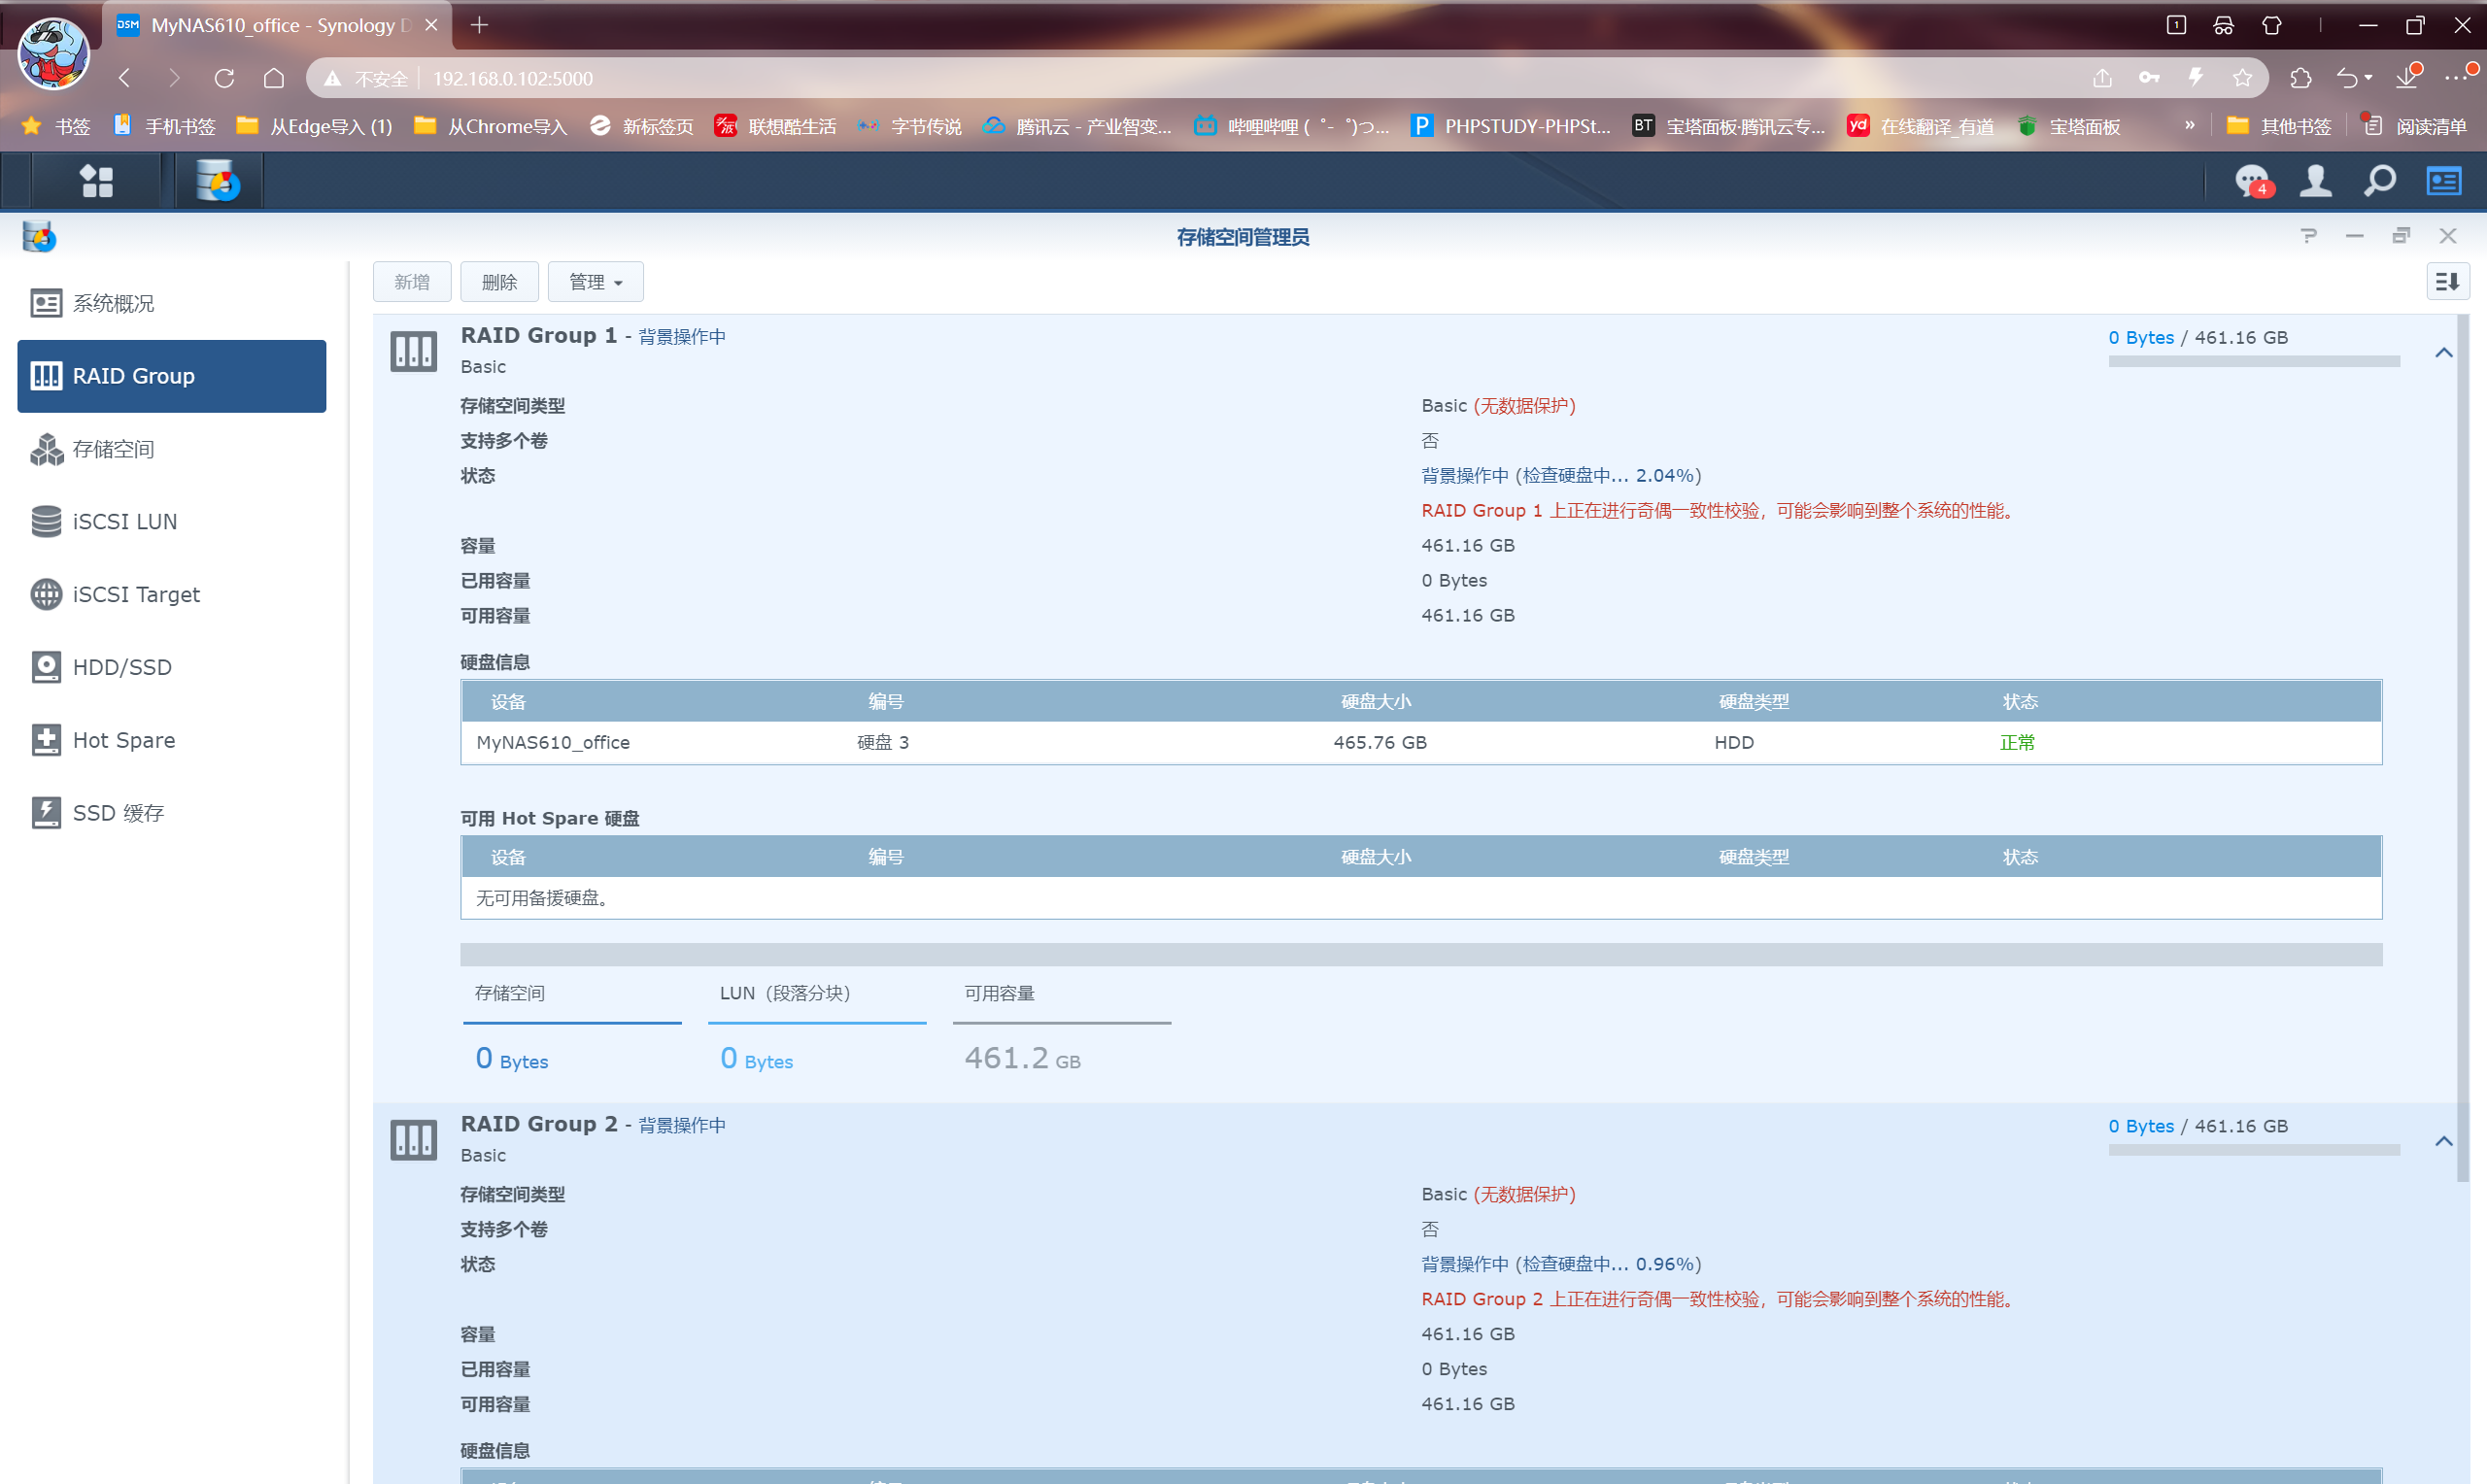 MyNAS610_office - Synology D
不安全 192.168.0.102:5000
书签 手机书签 从Edge导入 (1) 从Chrome导入 新标签页 联想酷生活 字节传说 腾讯云 - 产业智变... 哔哩哔哩 ( ゜- ゜)つ... PHPSTUDY-PHPSt... 宝塔面板·腾讯云专... 在线翻译_有道 宝塔面板 » 其他书签 阅读清单
4
存储空间管理员
系统概况
RAID Group
存储空间
iSCSI LUN
iSCSI Target
HDD/SSD
Hot Spare
SSD 缓存
新增 删除 管理
RAID Group 1 - 背景操作中 0 Bytes / 461.16 GB
Basic
存储空间类型 Basic (无数据保护)
支持多个卷 否
状态 背景操作中 (检查硬盘中... 2.04%)
RAID Group 1 上正在进行奇偶一致性校验，可能会影响到整个系统的性能。
容量 461.16 GB
已用容量 0 Bytes
可用容量 461.16 GB
硬盘信息
设备 编号 硬盘大小 硬盘类型 状态
MyNAS610_office 硬盘 3 465.76 GB HDD 正常
可用 Hot Spare 硬盘
设备 编号 硬盘大小 硬盘类型 状态
无可用备援硬盘。
存储空间 LUN（段落分块） 可用容量
0 Bytes 0 Bytes 461.2 GB
RAID Group 2 - 背景操作中 0 Bytes / 461.16 GB
Basic
存储空间类型 Basic (无数据保护)
支持多个卷 否
状态 背景操作中 (检查硬盘中... 0.96%)
RAID Group 2 上正在进行奇偶一致性校验，可能会影响到整个系统的性能。
容量 461.16 GB
已用容量 0 Bytes
可用容量 461.16 GB
硬盘信息